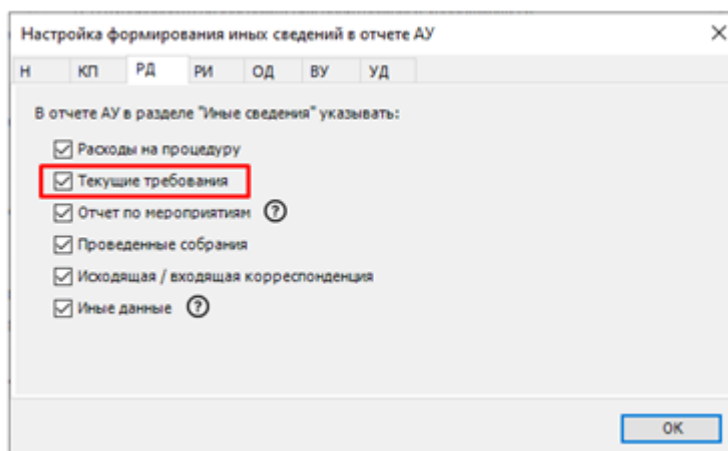 Настройка формирования иных сведений в отчете АУ
Н КП РД РИ ОД ВУ УД
В отчете АУ в разделе "Иные сведения" указывать:
Расходы на процедуру
Текущие требования
Отчет по мероприятиям ?
Проведенные собрания
Исходящая / входящая корреспонденция
Иные данные ?
ОК